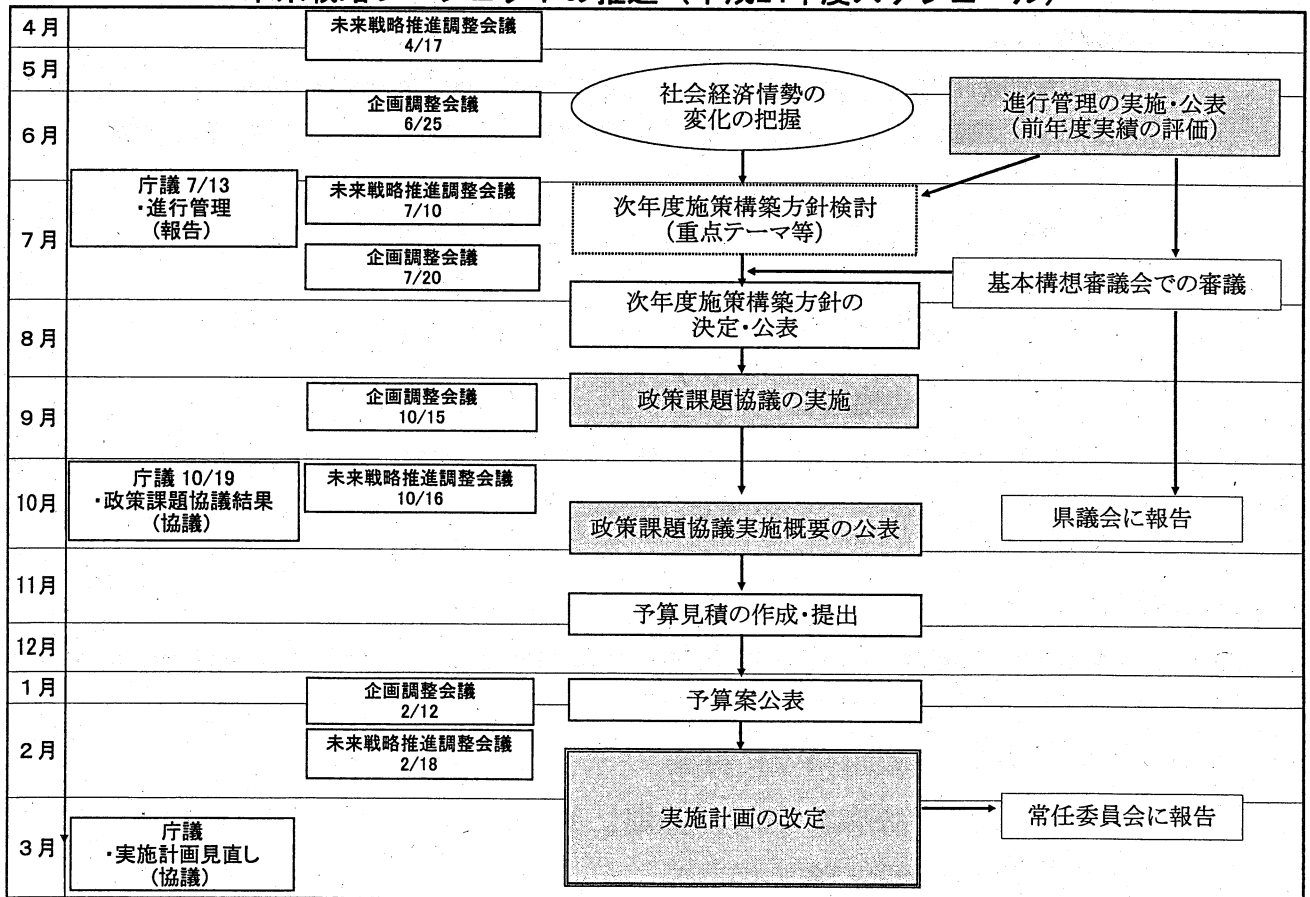 4月
未来戦略推進調整会議
4/17
5月
社会経済情勢の
変化の把握
進行管理の実施・公表
(前年度実績の評価)
企画調整会議
6/25
6月
庁議 7/13
・進行管理
(報告)
未来戦略推進調整会議
7/10
次年度施策構築方針検討
(重点テーマ等)
7月
企画調整会議
7/20
基本構想審議会での審議
次年度施策構築方針の
決定・公表
8月
企画調整会議
10/15
政策課題協議の実施
9月
庁議 10/19
・政策課題協議結果
(協議)
未来戦略推進調整会議
10/16
10月
政策課題協議実施概要の公表
県議会に報告
11月
予算見積の作成・提出
12月
1月
企画調整会議
2/12
予算案公表
未来戦略推進調整会議
2/18
2月
実施計画の改定
常任委員会に報告
3月
庁議
・実施計画見直し
(協議)